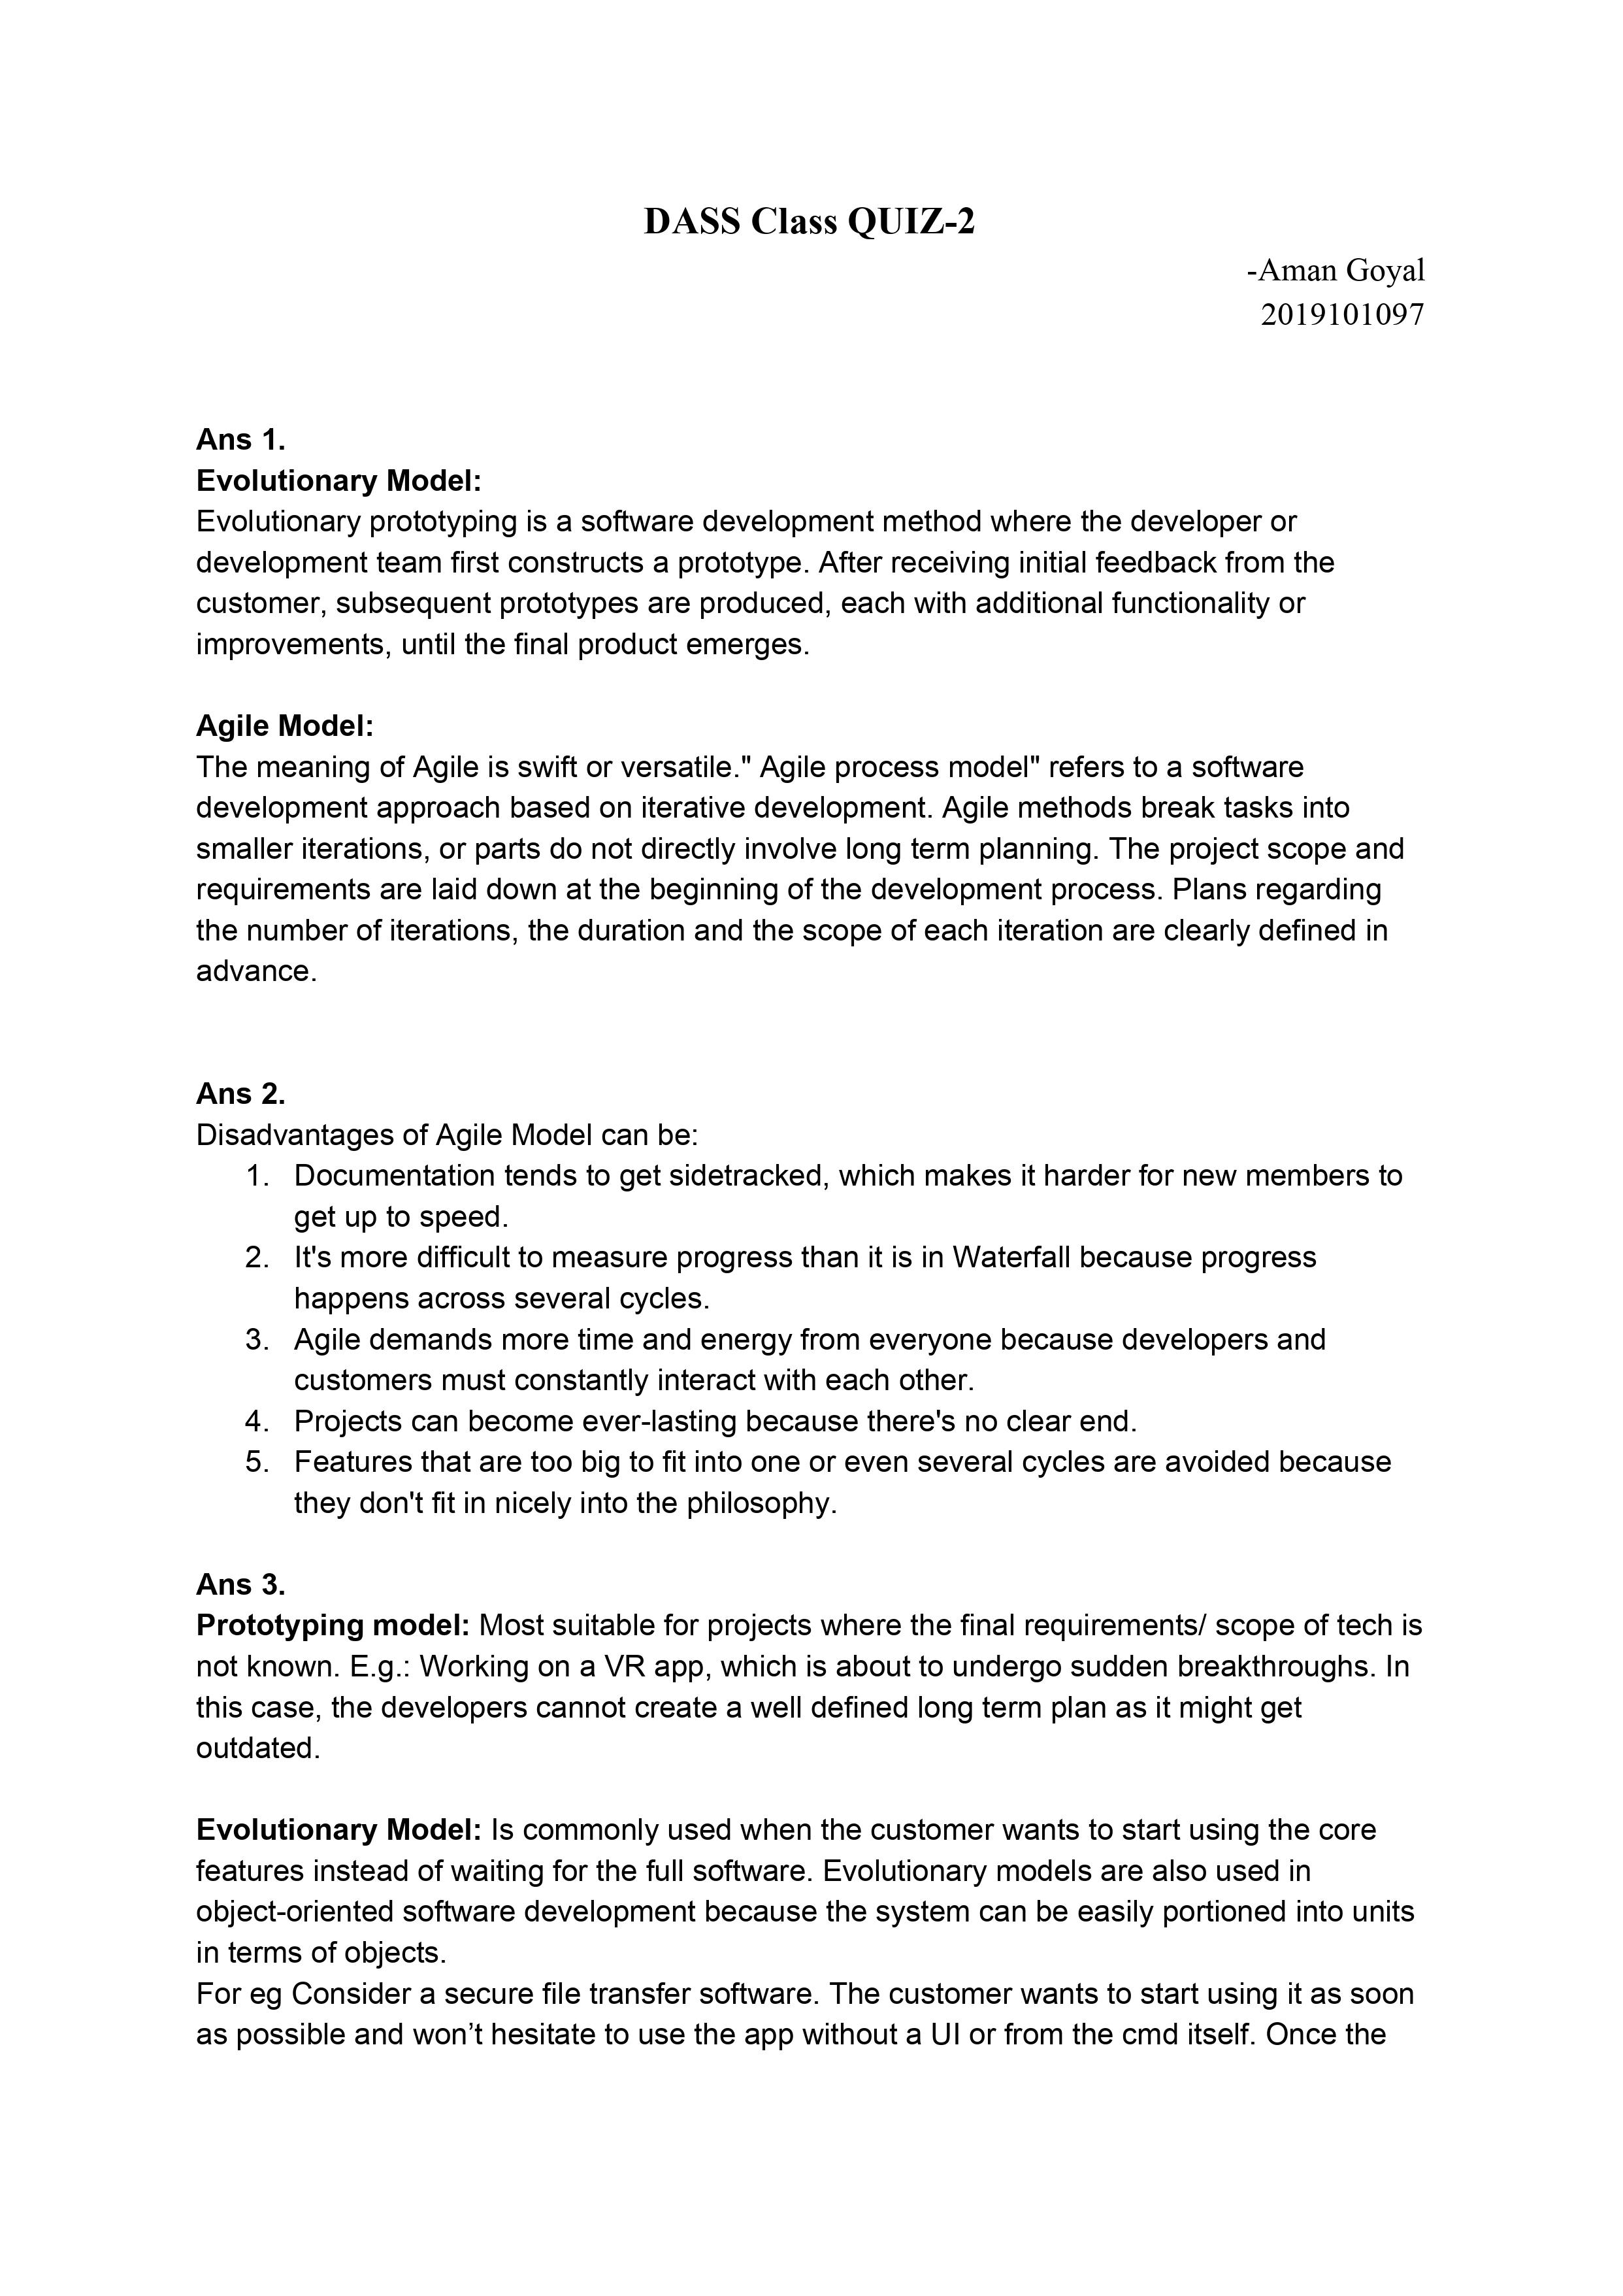 DASS Class QUIZ-2
-Aman Goyal
2019101097
Ans 1.
Evolutionary Model:
Evolutionary prototyping is a software development method where the developer or
development team first constructs a prototype. After receiving initial feedback from the
customer, subsequent prototypes are produced, each with additional functionality or
improvements, until the final product emerges.
Agile Model:
The meaning of Agile is swift or versatile." Agile process model" refers to a software
development approach based on iterative development. Agile methods break tasks into
smaller iterations, or parts do not directly involve long term planning. The project scope and
requirements are laid down at the beginning of the development process. Plans regarding
the number of iterations, the duration and the scope of each iteration are clearly defined in
advance.
Ans 2.
Disadvantages of Agile Model can be:
1. Documentation tends to get sidetracked, which makes it harder for new members to
get up to speed.
2. It's more difficult to measure progress than it is in Waterfall because progress
happens across several cycles.
3. Agile demands more time and energy from everyone because developers and
customers must constantly interact with each other.
4. Projects can become ever-lasting because there's no clear end.
5. Features that are too big to fit into one or even several cycles are avoided because
they don't fit in nicely into the philosophy.
Ans 3.
Prototyping model: Most suitable for projects where the final requirements/ scope of tech is
not known. E.g.: Working on a VR app, which is about to undergo sudden breakthroughs. In
this case, the developers cannot create a well defined long term plan as it might get
outdated.
Evolutionary Model: Is commonly used when the customer wants to start using the core
features instead of waiting for the full software. Evolutionary models are also used in
object-oriented software development because the system can be easily portioned into units
in terms of objects.
For eg Consider a secure file transfer software. The customer wants to start using it as soon
as possible and won’t hesitate to use the app without a UI or from the cmd itself. Once the